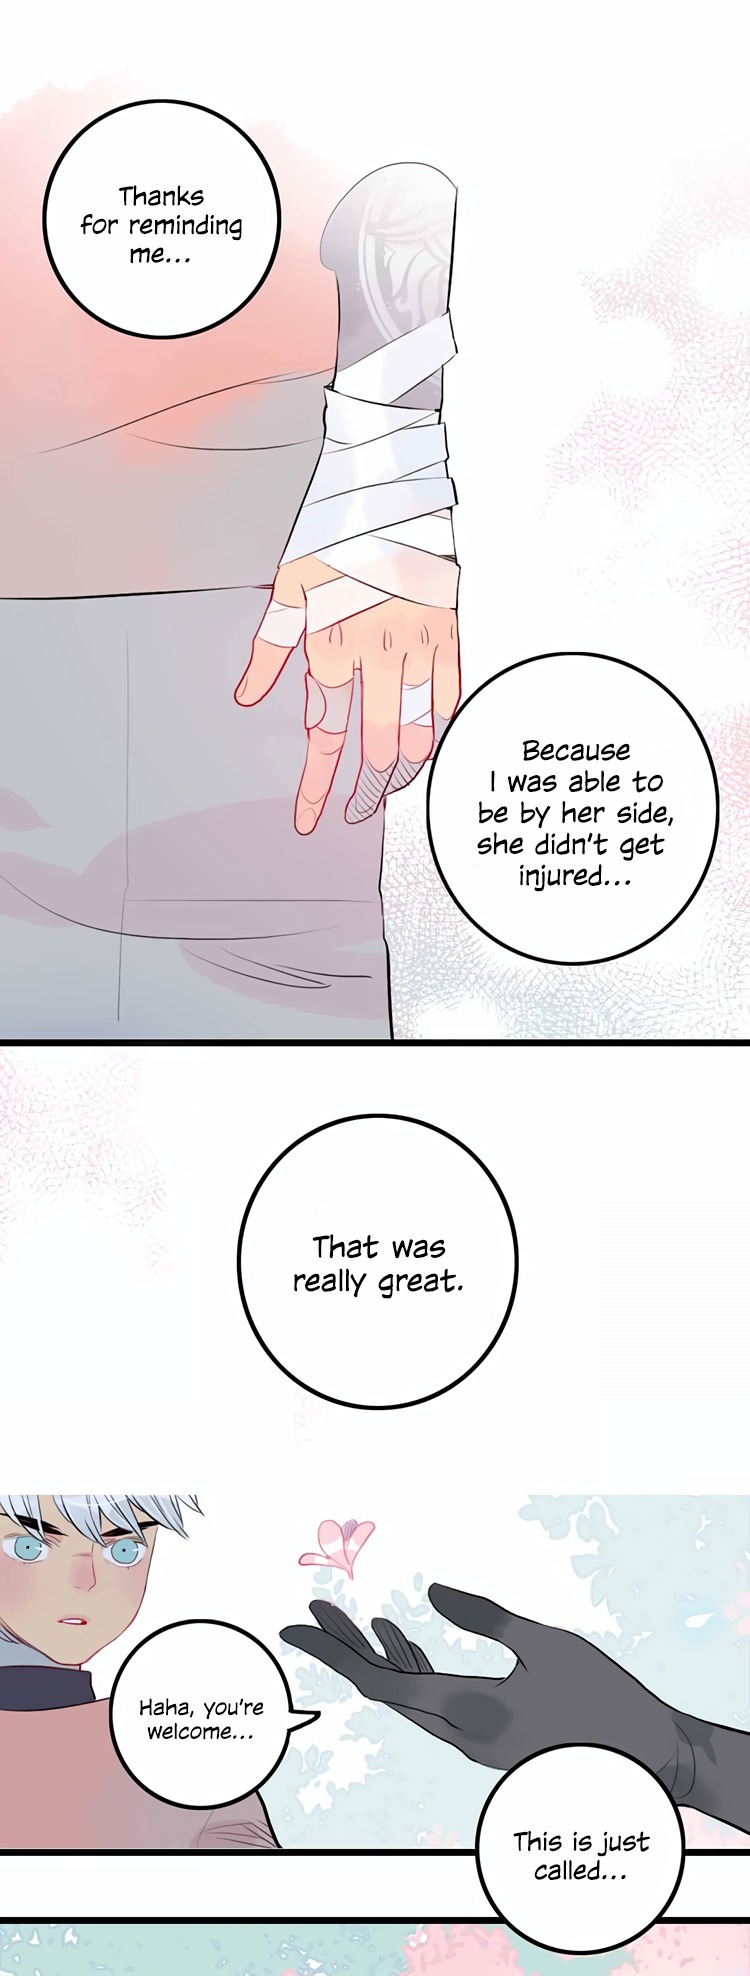 Thanks
for reminding
me...
Because
I was able to
be by her side,
she didn't get
injured...
That was
really great.
Haha, you're
welcome...
This is just
called...